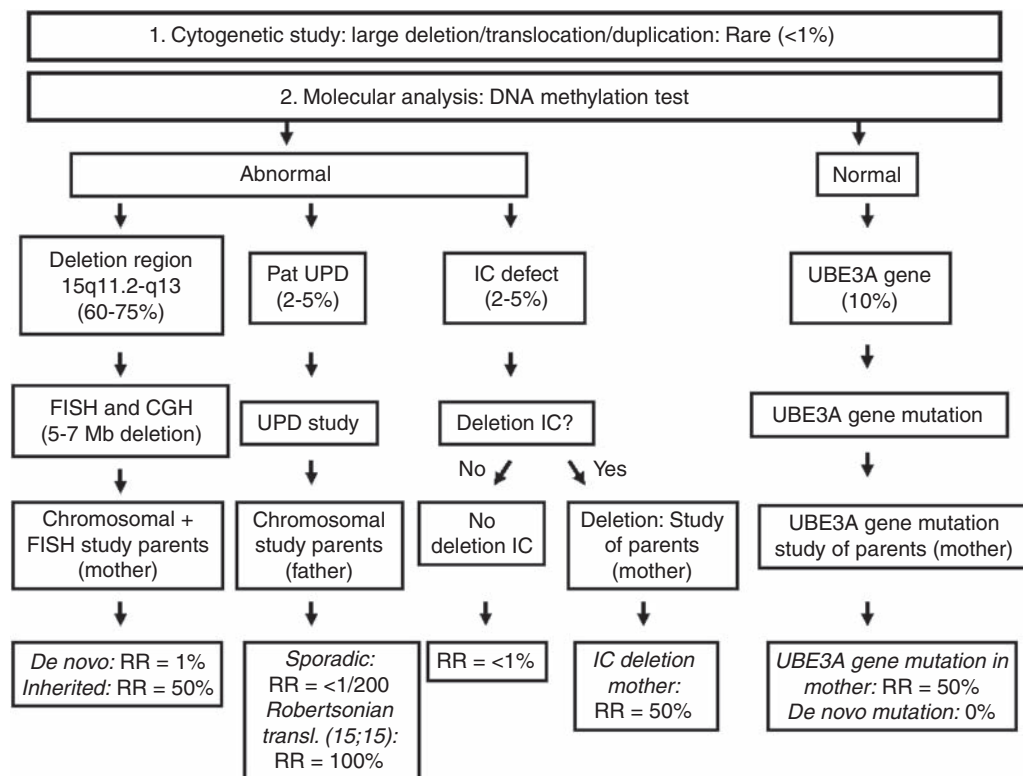 1. Cytogenetic study: large deletion/translocation/duplication: Rare (<1%)
2. Molecular analysis: DNA methylation test
Abnormal
Normal
Deletion region
15q11.2-q13
(60-75%)
Pat UPD
(2-5%)
IC defect
(2-5%)
UBE3A gene
(10%)
FISH and CGH
(5-7 Mb deletion)
UPD study
Deletion IC?
UBE3A gene mutation
No
Yes
Chromosomal +
FISH study parents
(mother)
Chromosomal
study parents
(father)
No
deletion IC
Deletion: Study
of parents
(mother)
UBE3A gene mutation
study of parents (mother)
De novo: RR = 1%
Inherited: RR = 50%
Sporadic:
RR = <1/200
Robertsonian
transl. (15;15):
RR = 100%
RR = <1%
IC deletion
mother:
RR = 50%
UBE3A gene mutation in
mother: RR = 50%
De novo mutation: 0%